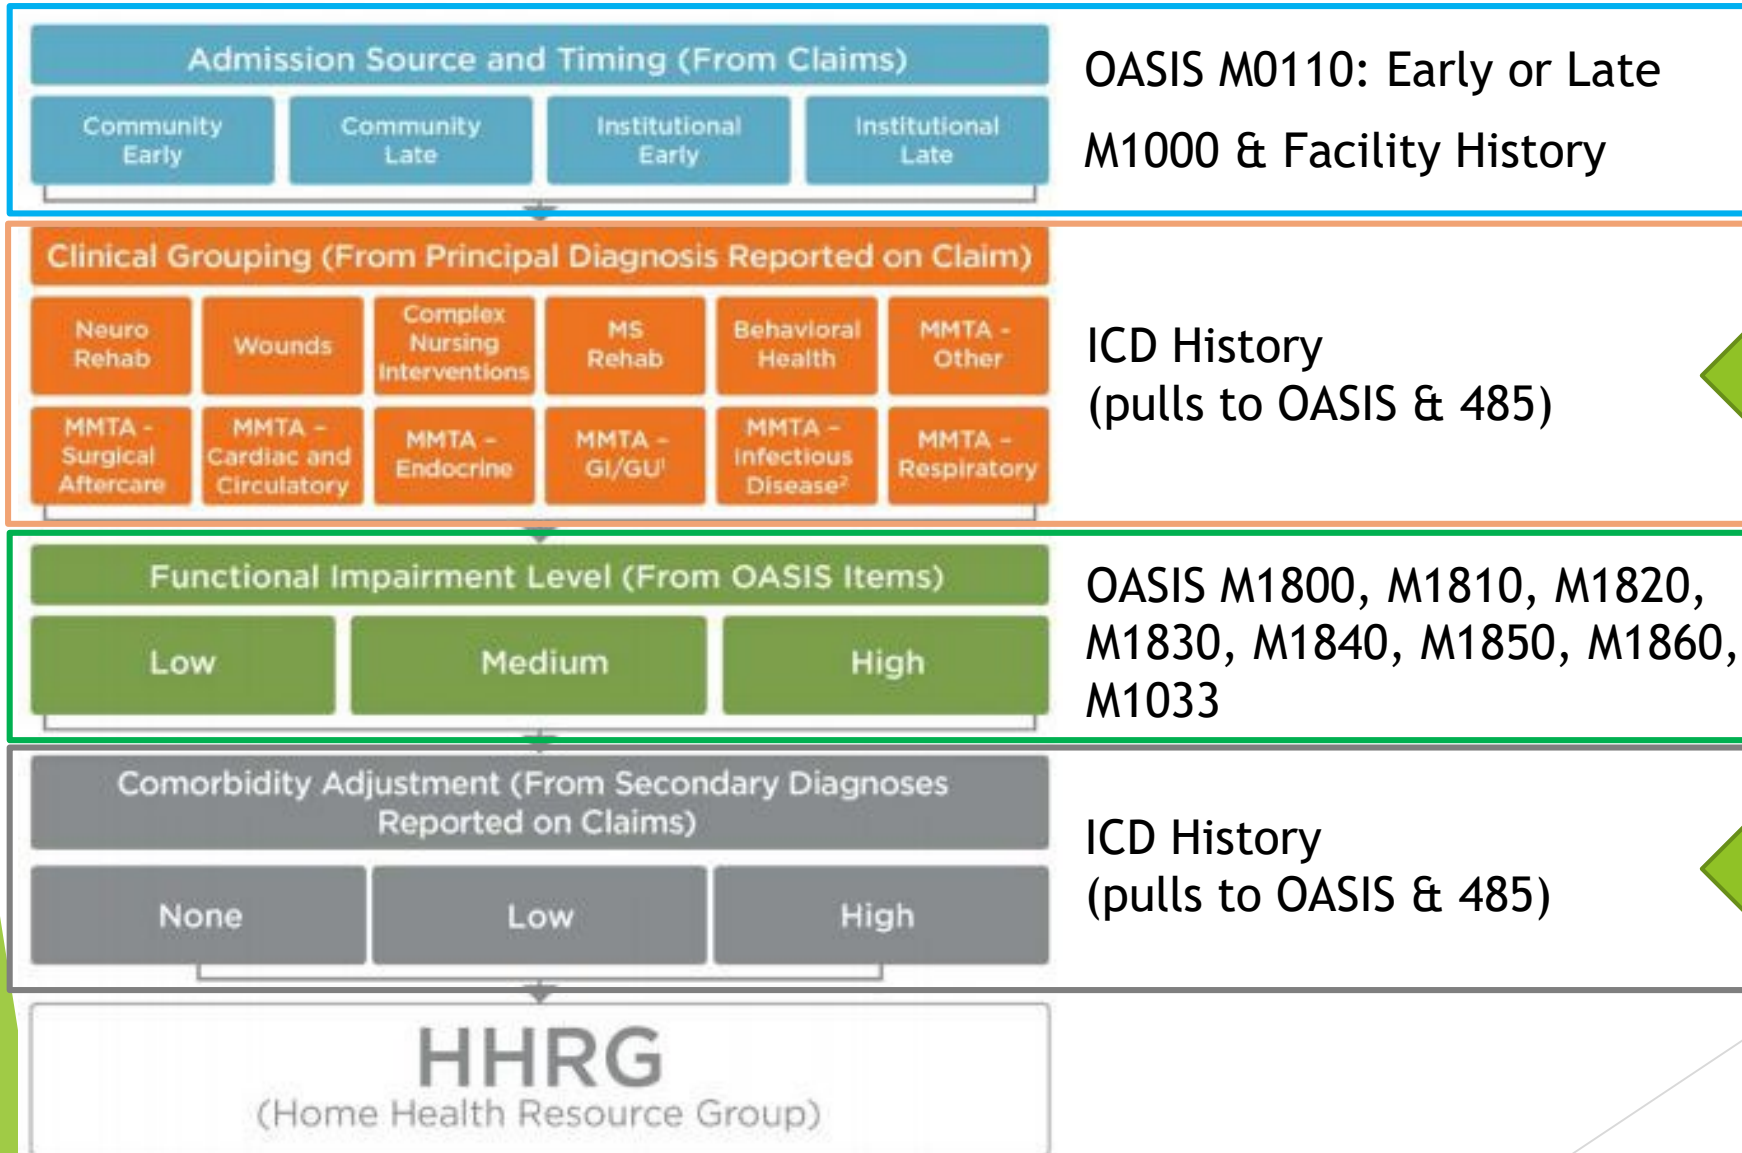 Admission Source and Timing (From Claims)
Community
Early
Community
Late
Institutional
Early
Institutional
Late
OASIS M0110: Early or Late
M1000 & Facility History
Clinical Grouping (From Principal Diagnosis Reported on Claim)
Neuro
Rehab
Wounds
Complex
Nursing
Interventions
MS
Rehab
Behavioral
Health
MMTA -
Other
MMTA -
Surgical
Aftercare
MMTA –
Cardiac and
Circulatory
MMTA –
Endocrine
MMTA –
GI/GU¹
MMTA –
Infectious
Disease²
MMTA –
Respiratory
ICD History
(pulls to OASIS & 485)
Functional Impairment Level (From OASIS Items)
Low
Medium
High
OASIS M1800, M1810, M1820,
M1830, M1840, M1850, M1860,
M1033
Comorbidity Adjustment (From Secondary Diagnoses
Reported on Claims)
None
Low
High
ICD History
(pulls to OASIS & 485)
HHRG
(Home Health Resource Group)